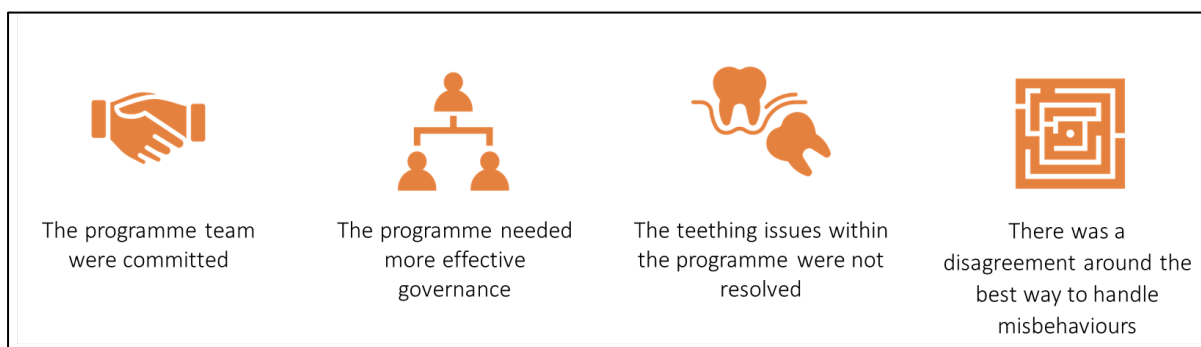 The programme team
were committed
The programme needed
more effective
governance
The teething issues within
the programme were not
resolved
There was a
disagreement around the
best way to handle
misbehaviours